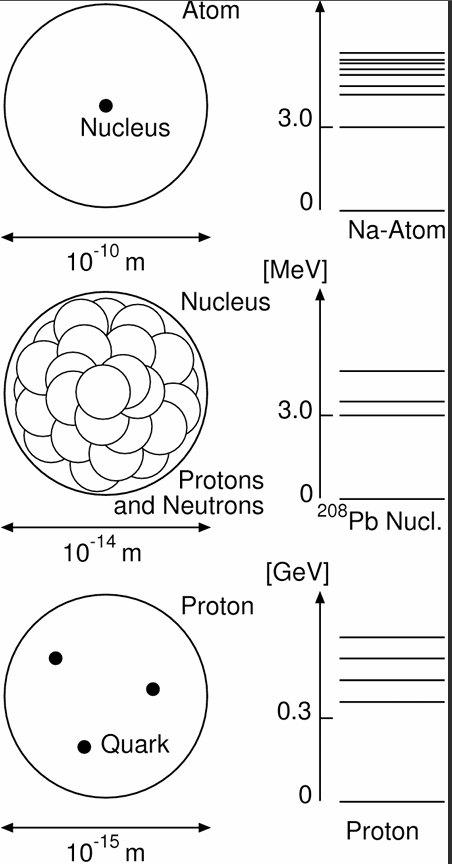 Atom
Nucleus
3.0
0
Na-Atom
10⁻¹⁰ m
[MeV]
Nucleus
3.0
Protons
and Neutrons
0
²⁰⁸Pb Nucl.
10⁻¹⁴ m
[GeV]
Proton
0.3
Quark
0
Proton
10⁻¹⁵ m